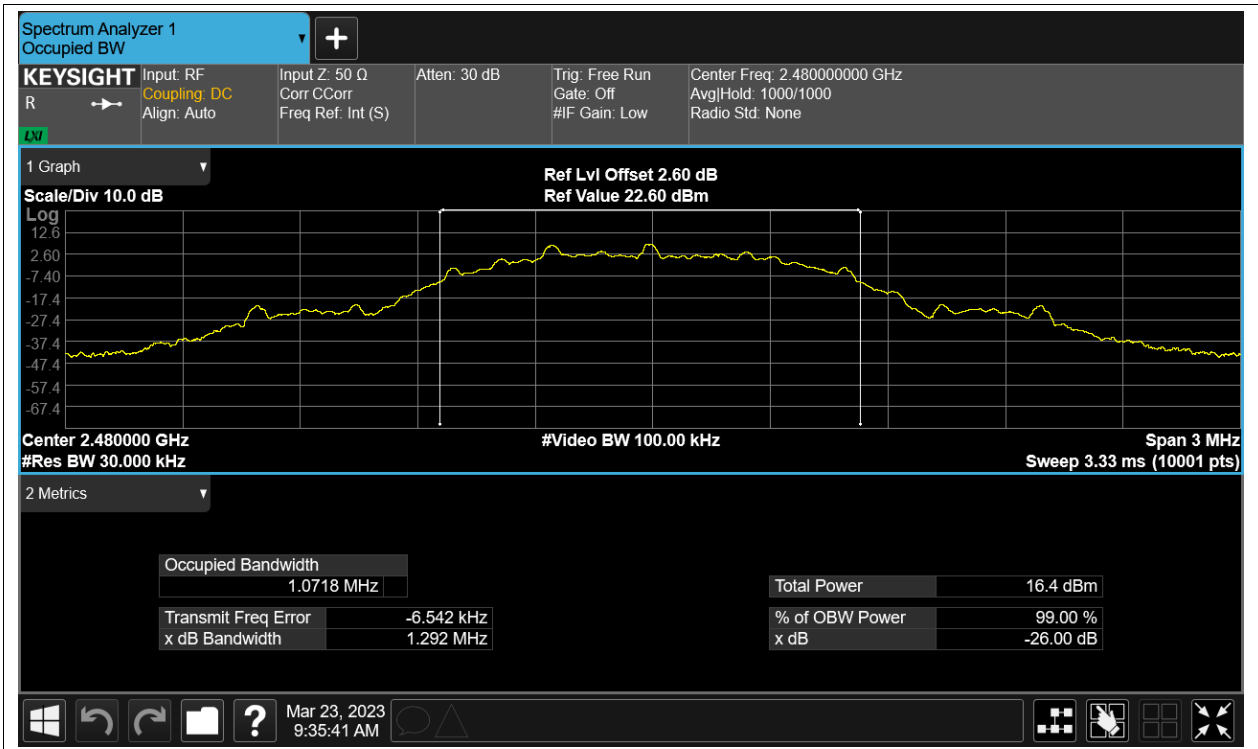 Spectrum Analyzer 1
Occupied BW
KEYSIGHT Input: RF Input Z: 50 Ω Atten: 30 dB Trig: Free Run Center Freq: 2.480000000 GHz
R Coupling: DC Corr CCorr Gate: Off Avg|Hold: 1000/1000
Align: Auto Freq Ref: Int (S) #IF Gain: Low Radio Std: None
LXI
1 Graph
Ref Lvl Offset 2.60 dB
Scale/Div 10.0 dB Ref Value 22.60 dBm
Log
12.6
2.60
-7.40
-17.4
-27.4
-37.4
-47.4
-57.4
-67.4
Center 2.480000 GHz #Video BW 100.00 kHz Span 3 MHz
#Res BW 30.000 kHz Sweep 3.33 ms (10001 pts)
2 Metrics
Occupied Bandwidth
1.0718 MHz Total Power 16.4 dBm
Transmit Freq Error -6.542 kHz % of OBW Power 99.00 %
x dB Bandwidth 1.292 MHz x dB -26.00 dB
Mar 23, 2023
9:35:41 AM